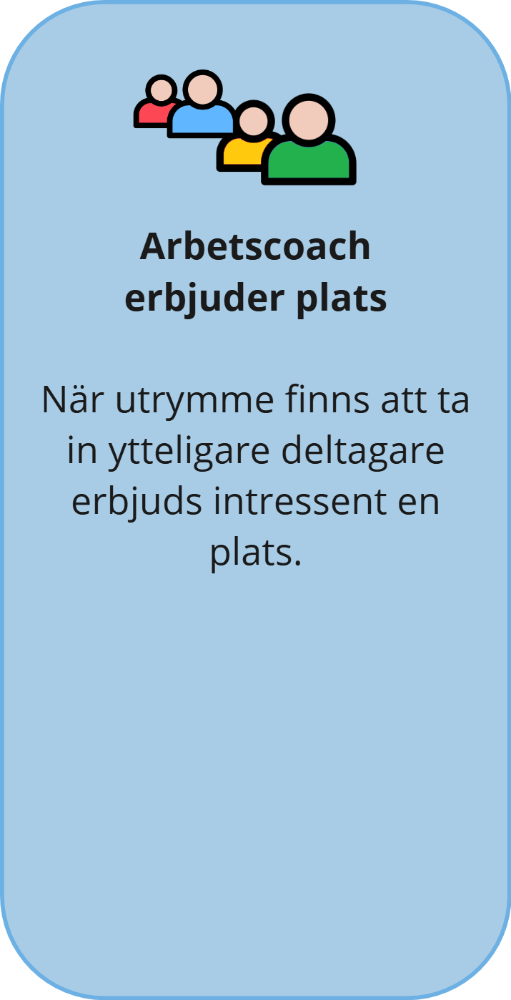 Arbetscoach
erbjuder plats
När utrymme finns att ta
in ytteligare deltagare
erbjuds intressent en
plats.